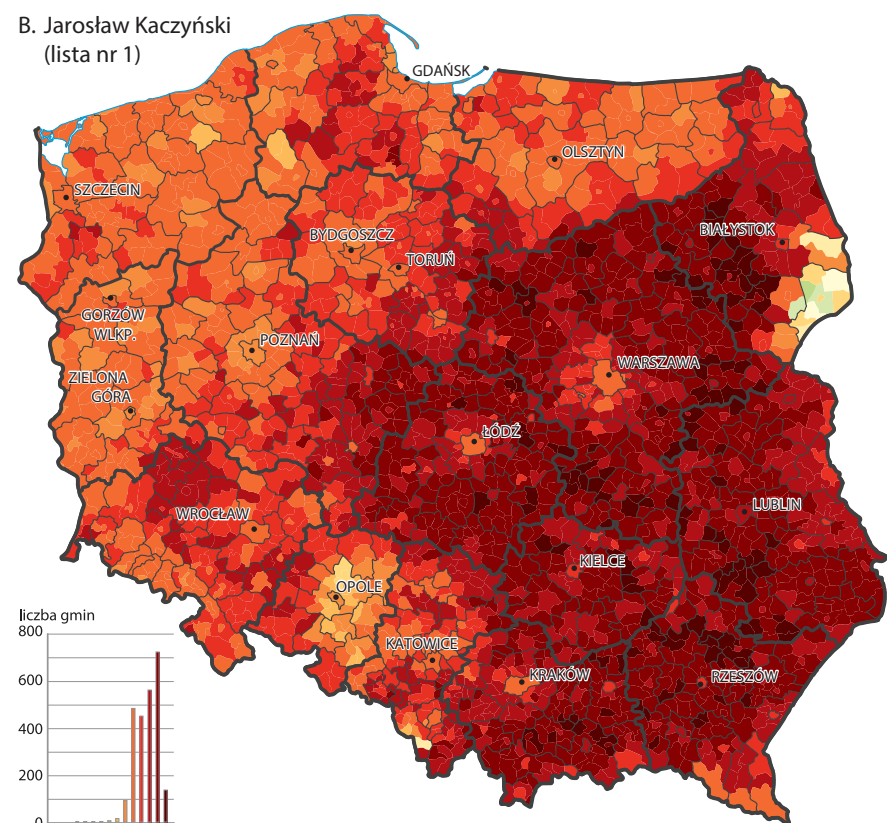 B. Jarosław Kaczyński
(lista nr 1)
GDAŃSK
OLSZTYN
SZCZECIN
BIAŁYSTOK
BYDGOSZCZ
TORUŃ
GORZÓW
WLKP.
POZNAŃ
WARSZAWA
ZIELONA
GÓRA
ŁÓDŹ
LUBLIN
WROCŁAW
KIELCE
OPOLE
KATOWICE
KRAKÓW
RZESZÓW
liczba gmin
800
600
400
200
0